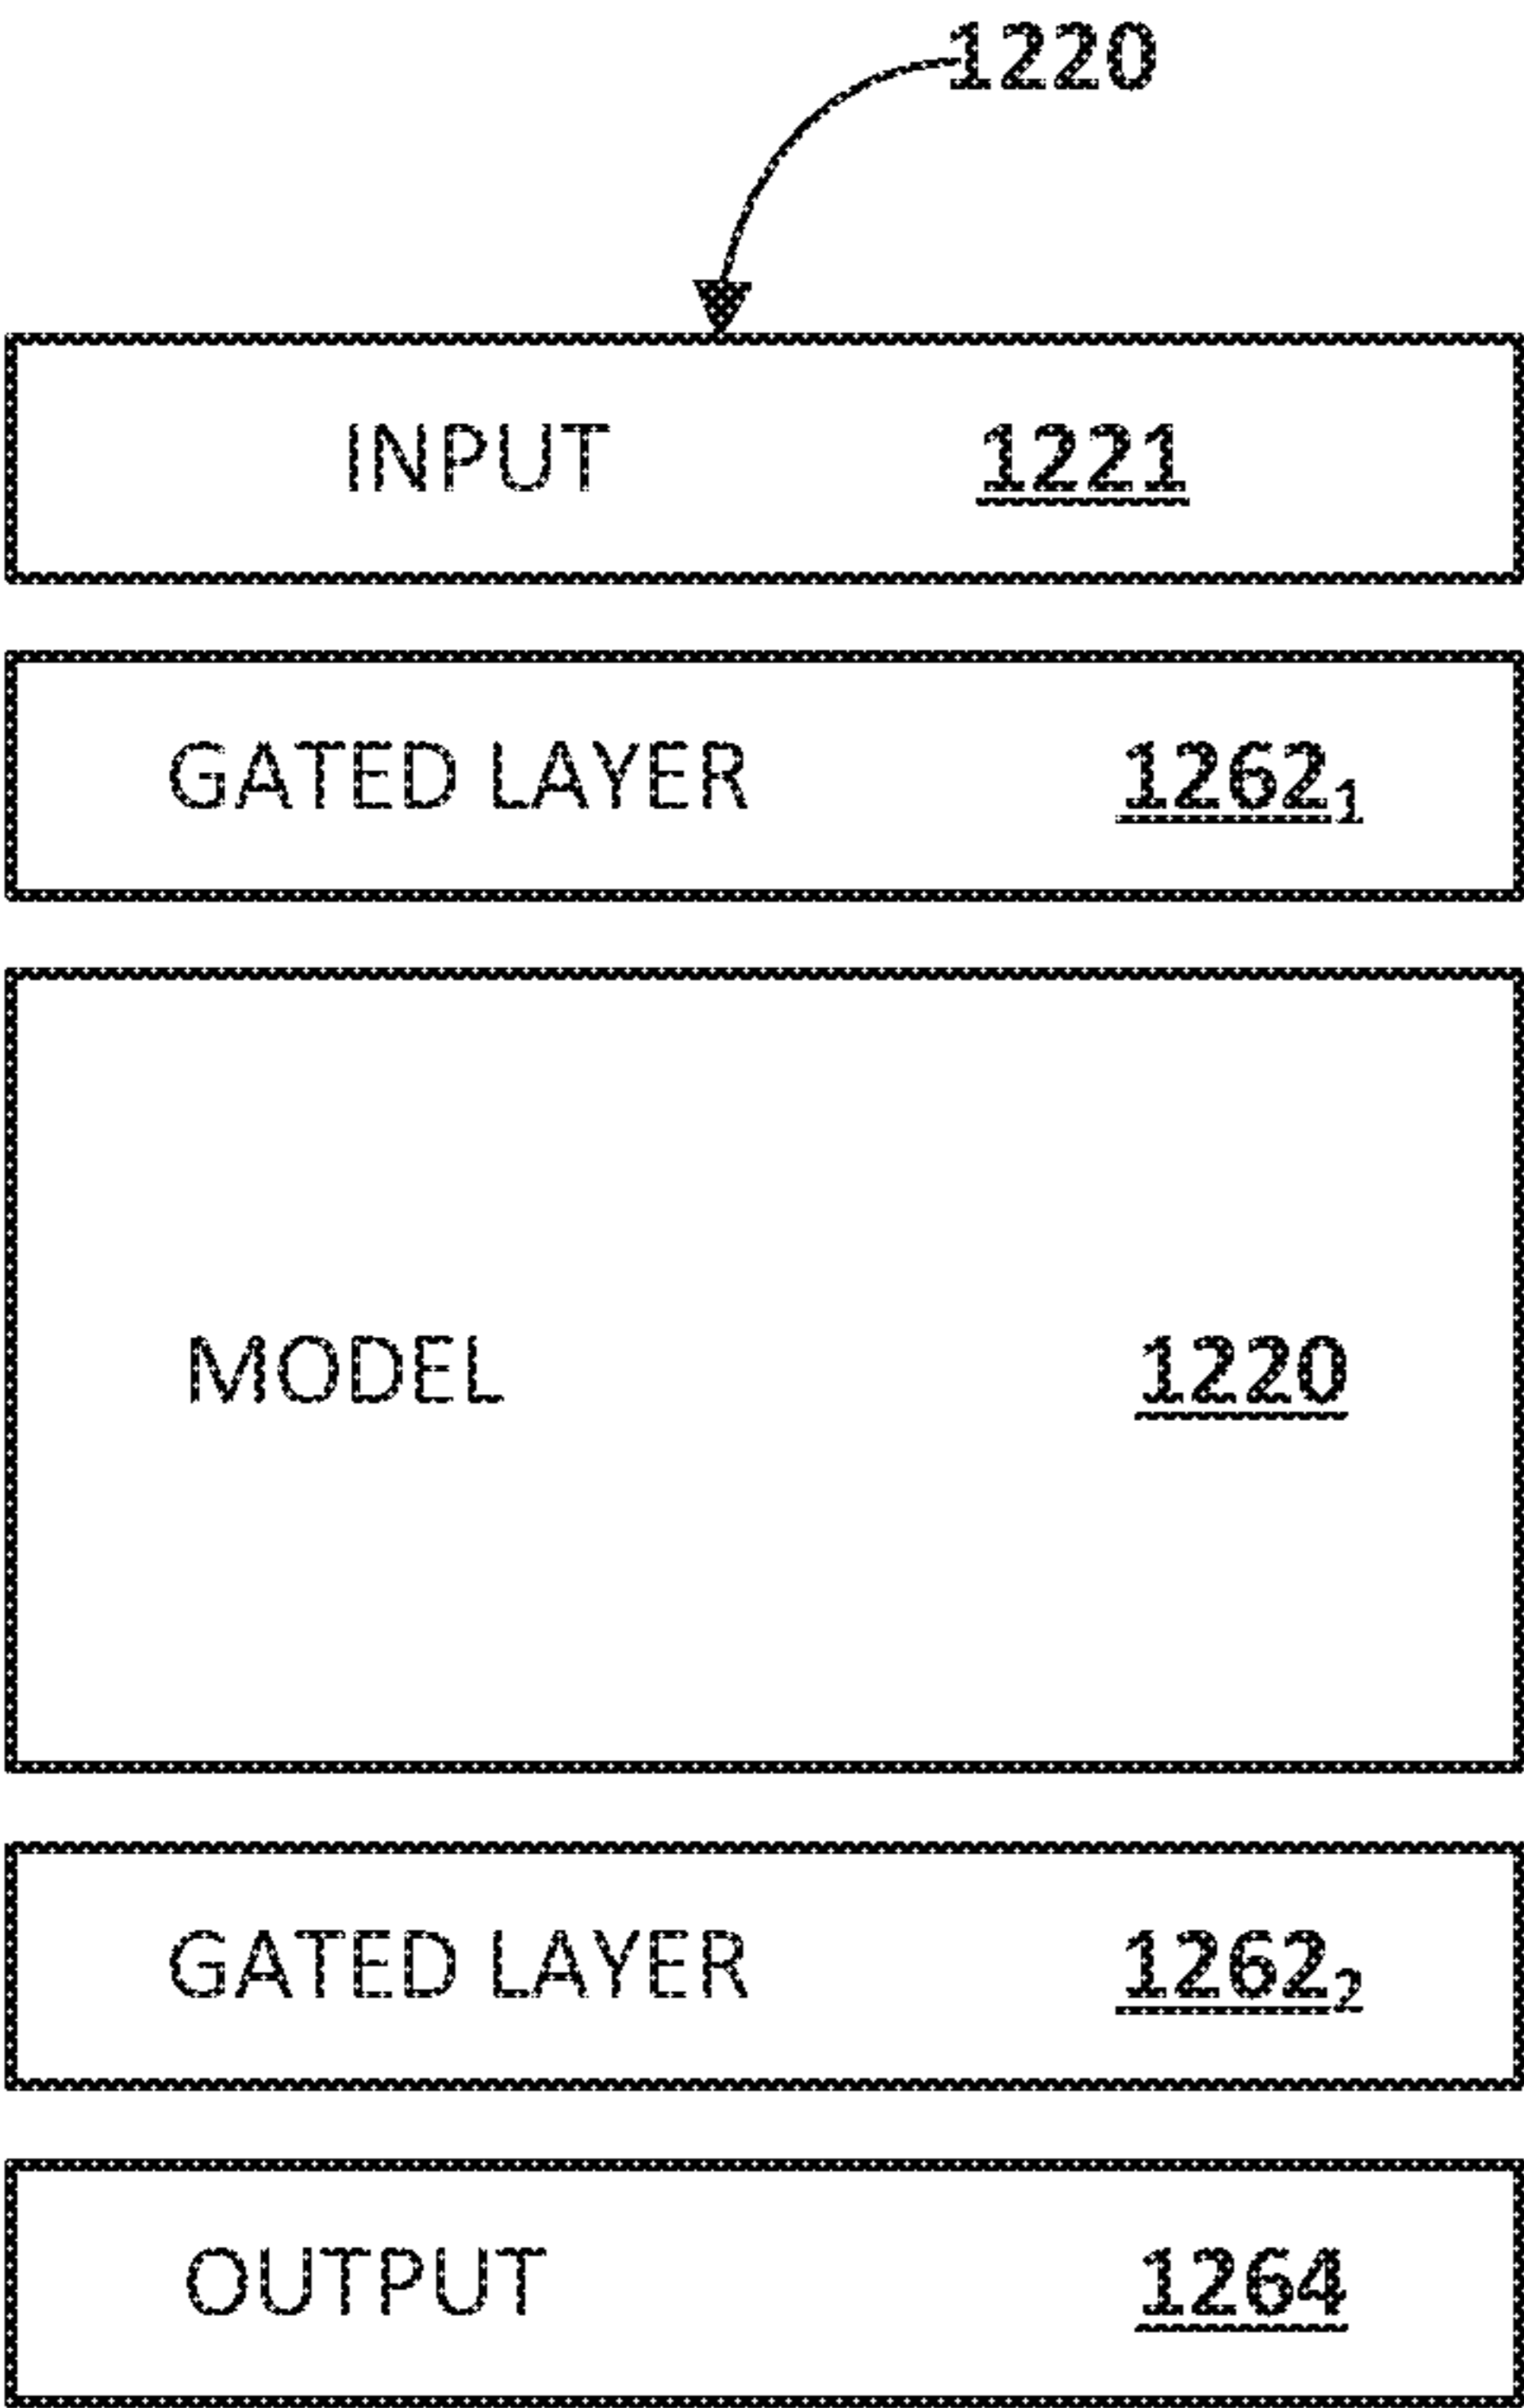 1220
INPUT 1221
GATED LAYER 1262₁
MODEL 1220
GATED LAYER 1262₂
OUTPUT 1264